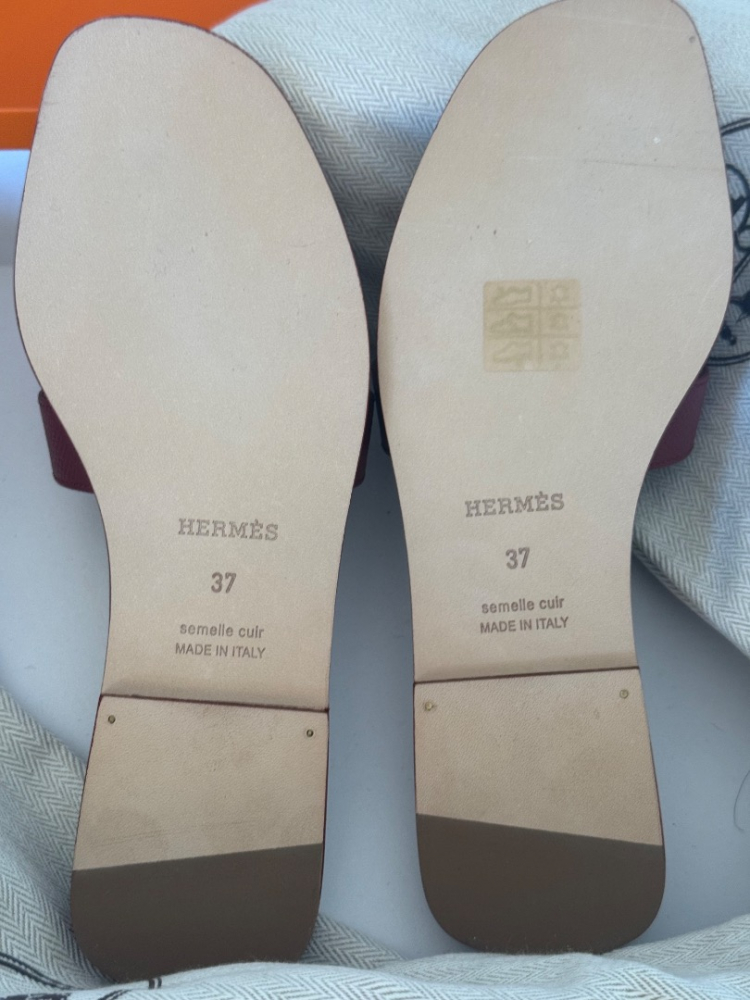 HERMÈS
37
semelle cuir
MADE IN ITALY
HERMÈS
37
semelle cuir
MADE IN ITALY